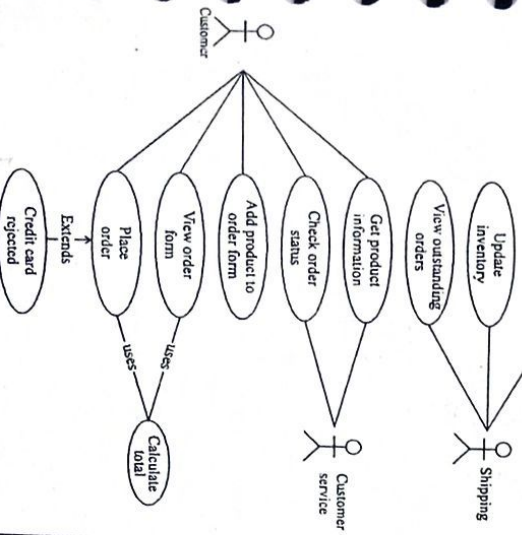 Shipping
Customer
service
Calculate
total
uses
uses
Update
inventory
View outstanding
orders
Get product
information
Check order
status
Add product to
order form
View order
form
Place
order
Extends
Credit card
rejected
Customer